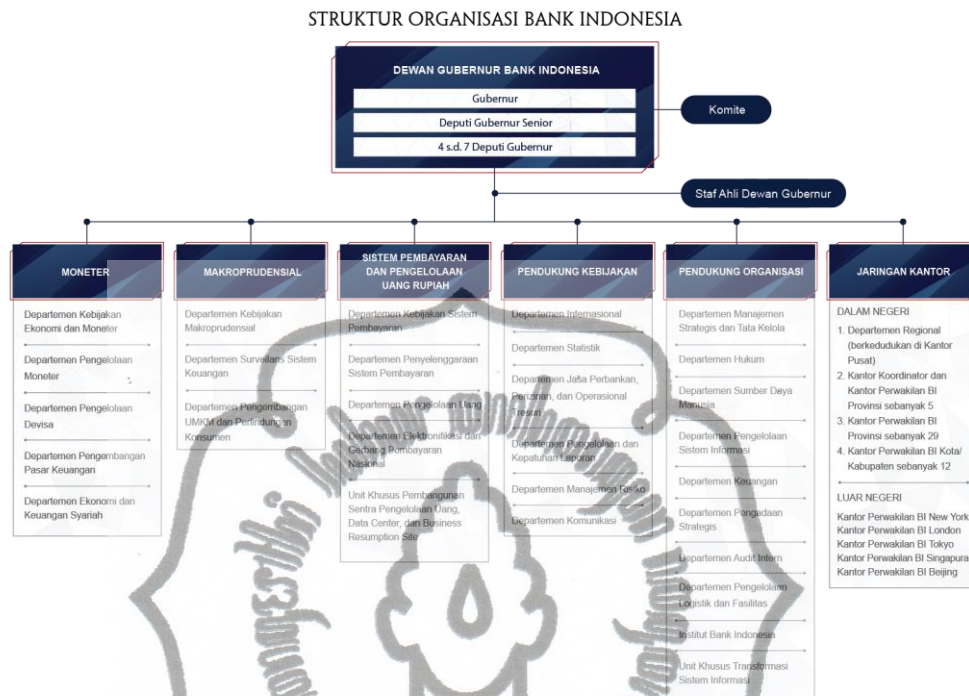 STRUKTUR ORGANISASI BANK INDONESIA
DEWAN GUBERNUR BANK INDONESIA
Gubernur
Deputi Gubernur Senior
4 s.d. 7 Deputi Gubernur
Komite
Staf Ahli Dewan Gubernur
MONETER
Departemen Kebijakan
Ekonomi dan Moneter
Departemen Pengelolaan
Moneter
Departemen Pengelolaan
Devisa
Departemen Pengembangan
Pasar Keuangan
Departemen Ekonomi dan
Keuangan Syariah
MAKROPRUDENSIAL
Departemen Kebijakan
Makroprudensial
Departemen Surveilans Sistem
Keuangan
Departemen Pengembangan
UMKM dan Perlindungan
Konsumen
SISTEM PEMBAYARAN
DAN PENGELOLAAN
UANG RUPIAH
Departemen Kebijakan Sistem
Pembayaran
Departemen Penyelenggaraan
Sistem Pembayaran
Departemen Pengelolaan Uang
Departemen Elektronifikasi dan
Gerbang Pembayaran
Nasional
Unit Khusus Pembangunan
Sentra Pengelolaan Uang,
Data Center, dan Business
Resumption Site
PENDUKUNG KEBIJAKAN
Departemen Internasional
Departemen Statistik
Departemen Jasa Perbankan,
Perizinan, dan Operasional
Tresuri
Departemen Pengelolaan dan
Kepatuhan Laporan
Departemen Manajemen Risiko
Departemen Komunikasi
PENDUKUNG ORGANISASI
Departemen Manajemen
Strategis dan Tata Kelola
Departemen Hukum
Departemen Sumber Daya
Manusia
Departemen Pengelolaan
Sistem Informasi
Departemen Keuangan
Departemen Pengadaan
Strategis
Departemen Audit Intern
Departemen Pengelolaan
Logistik dan Fasilitas
Institut Bank Indonesia
Unit Khusus Transformasi
Sistem Informasi
JARINGAN KANTOR
DALAM NEGERI
1. Departemen Regional
(berkedudukan di Kantor
Pusat)
2. Kantor Koordinator dan
Kantor Perwakilan BI
Provinsi sebanyak 5
3. Kantor Perwakilan BI
Provinsi sebanyak 29
4. Kantor Perwakilan BI Kota/
Kabupaten sebanyak 12
LUAR NEGERI
Kantor Perwakilan BI New York
Kantor Perwakilan BI London
Kantor Perwakilan BI Tokyo
Kantor Perwakilan BI Singapura
Kantor Perwakilan BI Beijing